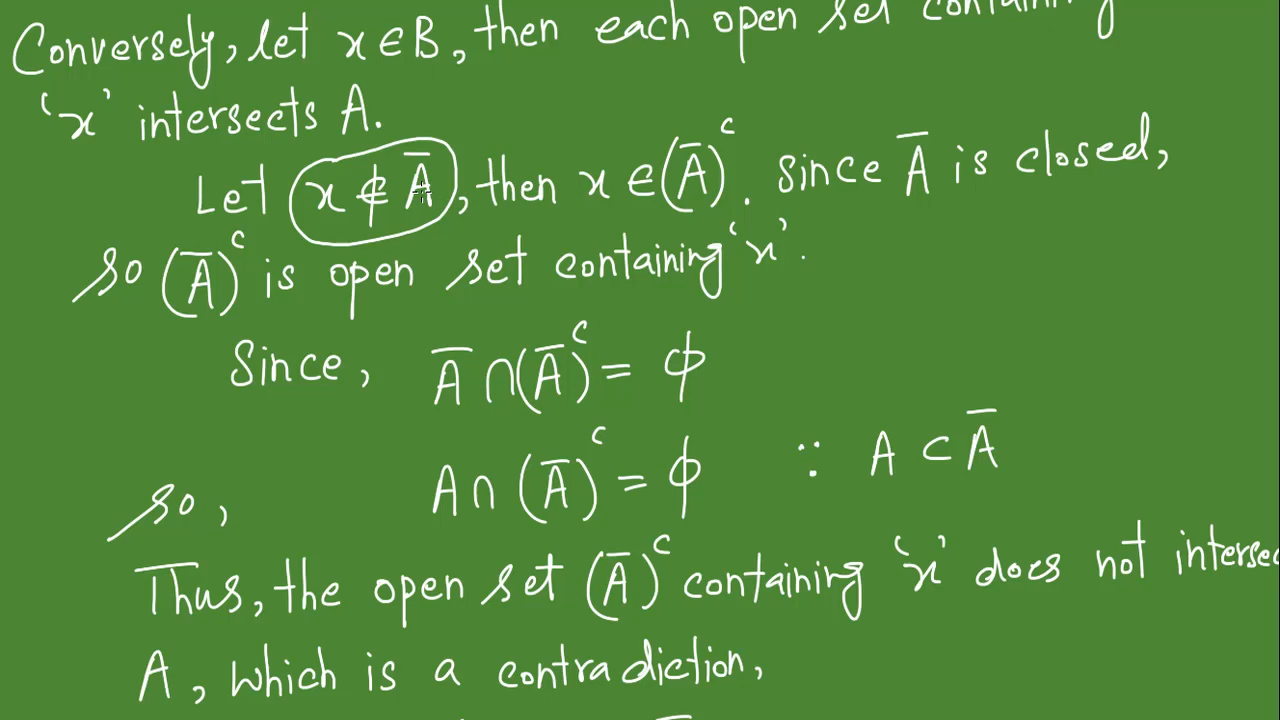 Conversely, let x ∈ B, then each open set containing
'x' intersects A.
Let x ∉ A̅, then x ∈ (A̅)ᶜ. Since A̅ is closed,
so (A̅)ᶜ is open set containing 'x'.
Since, A̅ ∩ (A̅)ᶜ = ϕ
so, A ∩ (A̅)ᶜ = ϕ ∵ A ⊂ A̅
Thus, the open set (A̅)ᶜ containing 'x' does not intersec
A, which is a contradiction,